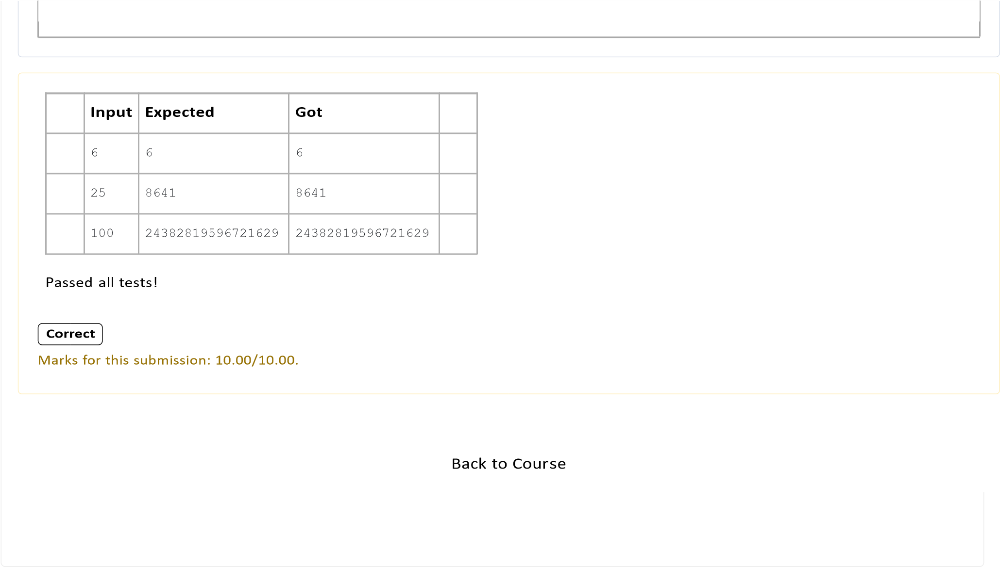 Input Expected Got
6 6 6
25 8641 8641
100 24382819596721629 24382819596721629
Passed all tests!
Correct
Marks for this submission: 10.00/10.00.
Back to Course